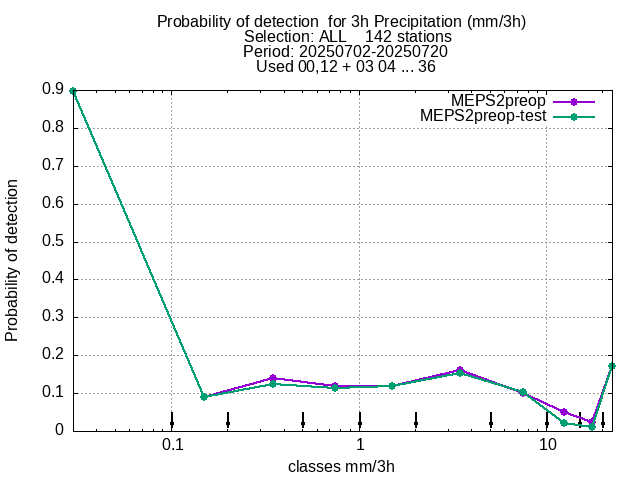 Probability of detection  for 3h Precipitation (mm/3h)
Selection: ALL    142 stations
Period: 20250702-20250720
Used 00,12 + 03 04 ... 36
MEPS2preop
MEPS2preop-test
Probability of detection
0.9
0.8
0.7
0.6
0.5
0.4
0.3
0.2
0.1
0
0.1
1
10
classes mm/3h